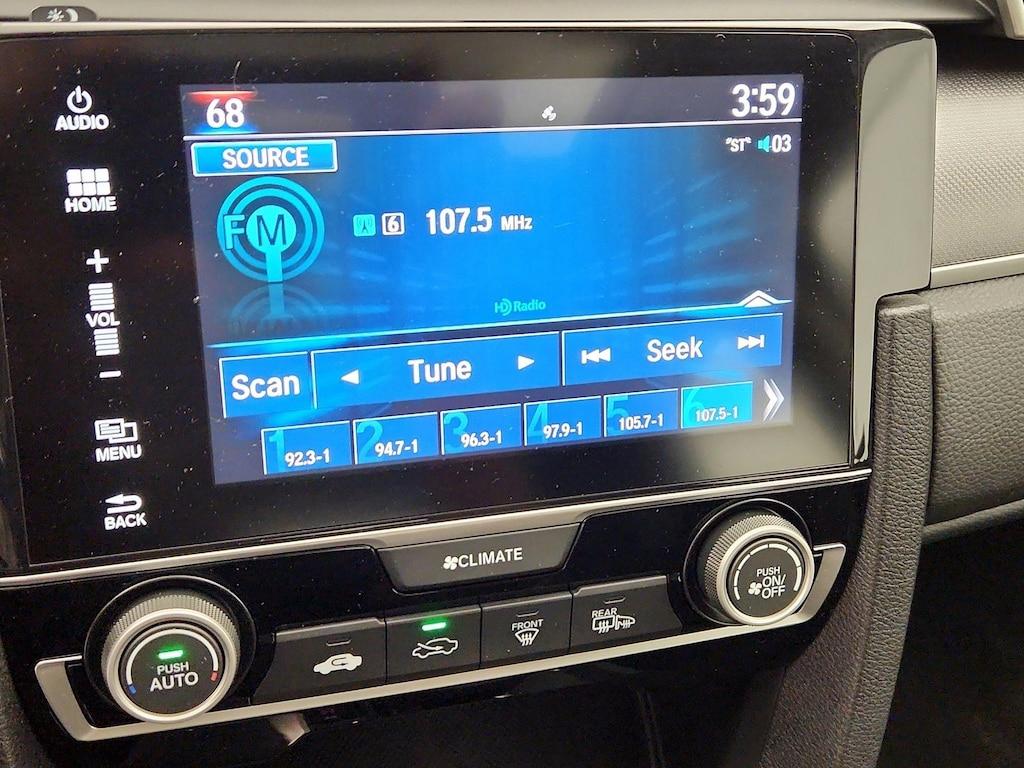 AUDIO
HOME
VOL
MENU
BACK
68
3:59
SOURCE
"ST" 03
FM
6 107.5 MHz
HD Radio
Scan
Tune
Seek
1 92.3-1
2 94.7-1
3 96.3-1
4 97.9-1
5 105.7-1
6 107.5-1
CLIMATE
PUSH
AUTO
FRONT
REAR
PUSH
ON/
OFF